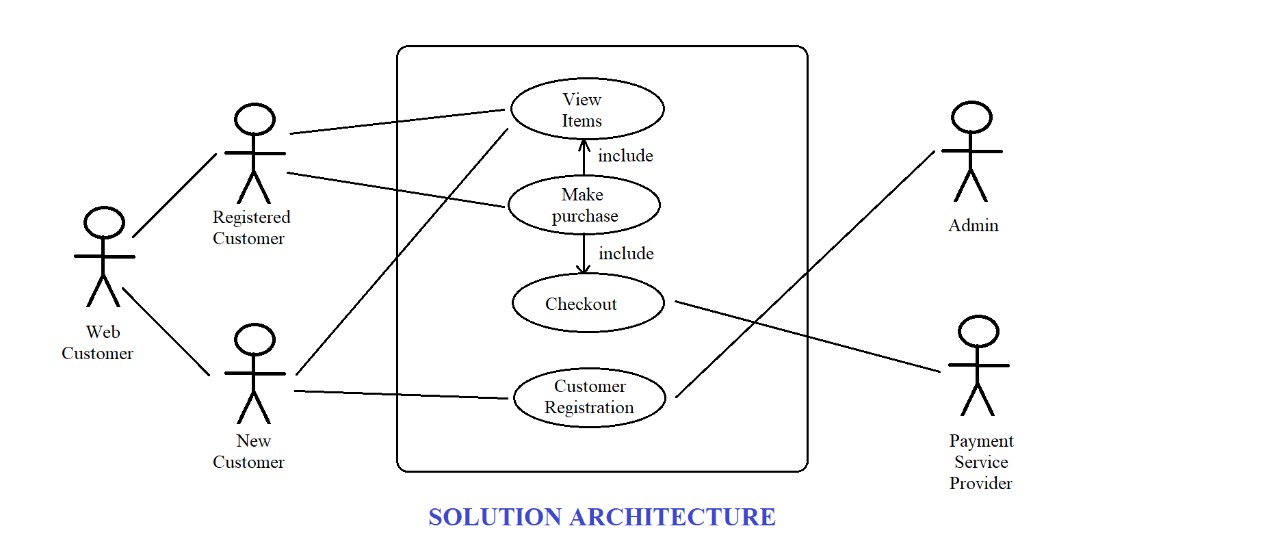 View
Items
include
Make
purchase
include
Checkout
Customer
Registration
Registered
Customer
Web
Customer
New
Customer
Admin
Payment
Service
Provider
SOLUTION ARCHITECTURE